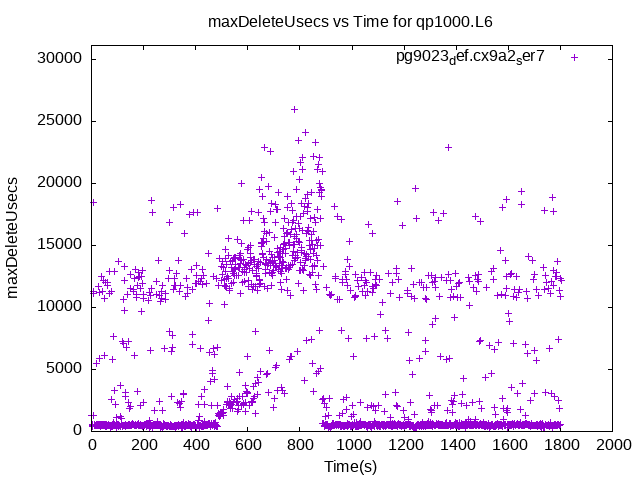 maxDeleteUsecs vs Time for qp1000.L6
pg9023def.cx9a2ser7
30000
25000
20000
15000
10000
5000
0
maxDeleteUsecs
0 200 400 600 800 1000 1200 1400 1600 1800 2000
Time(s)